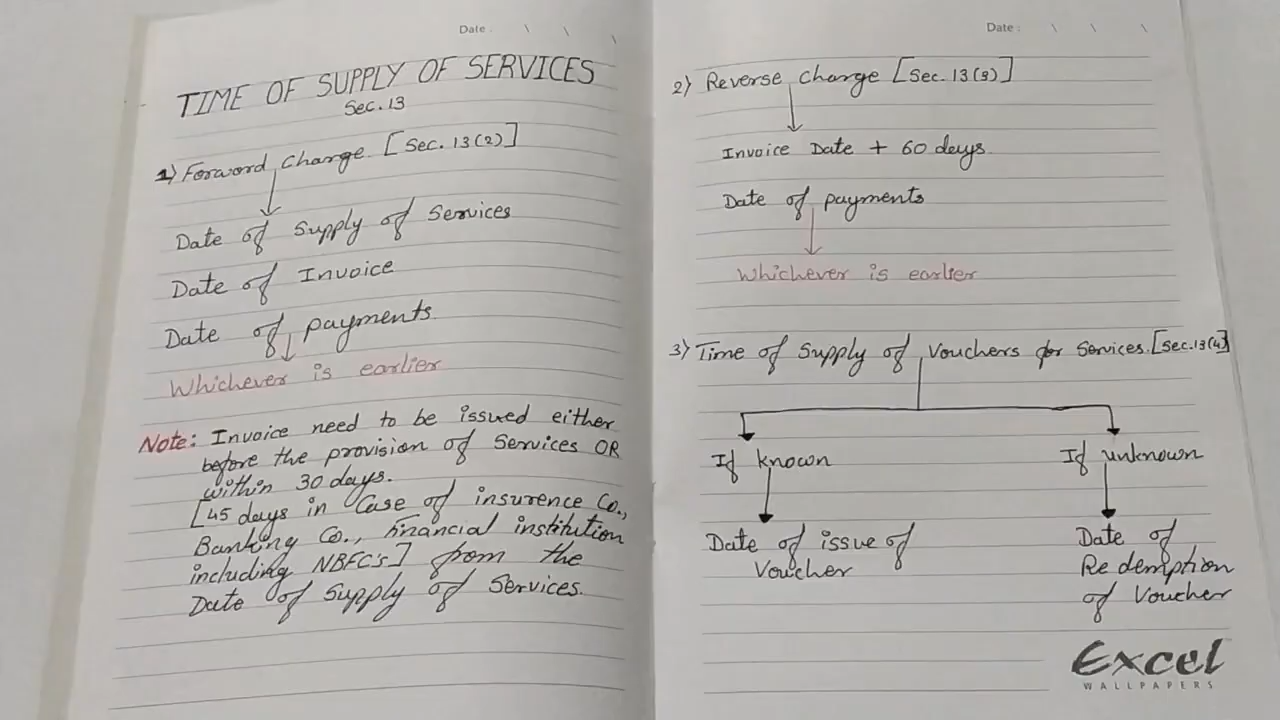 Date :
TIME OF SUPPLY OF SERVICES
Sec. 13
1) Forword Charge [Sec. 13(2)]
Date of Supply of Services
Date of Invoice
Date of payments
Whichever is earlier
Note: Invoice need to be issued either
before the provision of Services OR
within 30 days.
[45 days in Case of insurence Co.,
Banking Co., financial institution
including NBFC's] from the
Date of Supply of Services.
Date :
2) Reverse Charge [Sec. 13(3)]
Invoice Date + 60 days.
Date of payments
Whichever is earlier
3) Time of Supply of Vouchers for Services. [Sec. 13(4)]
If known If unknown
Date of issue of Date of
Voucher Redemption
of Voucher
Excel
WALLPAPERS